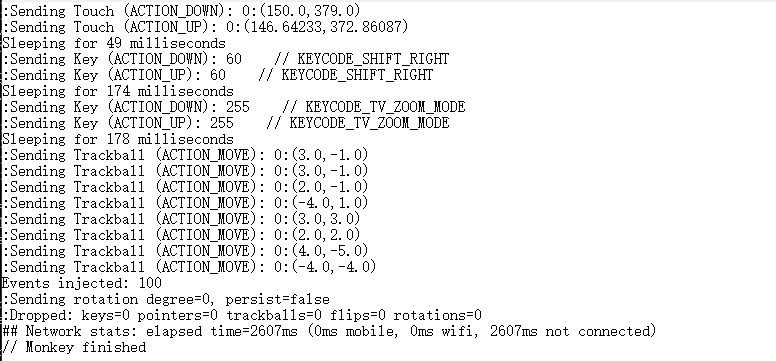 :Sending Touch (ACTION_DOWN): 0:(150.0,379.0)
:Sending Touch (ACTION_UP): 0:(146.64233,372.86087)
Sleeping for 49 milliseconds
:Sending Key (ACTION_DOWN): 60    // KEYCODE_SHIFT_RIGHT
:Sending Key (ACTION_UP): 60    // KEYCODE_SHIFT_RIGHT
Sleeping for 174 milliseconds
:Sending Key (ACTION_DOWN): 255    // KEYCODE_TV_ZOOM_MODE
:Sending Key (ACTION_UP): 255    // KEYCODE_TV_ZOOM_MODE
Sleeping for 178 milliseconds
:Sending Trackball (ACTION_MOVE): 0:(3.0,-1.0)
:Sending Trackball (ACTION_MOVE): 0:(3.0,-1.0)
:Sending Trackball (ACTION_MOVE): 0:(2.0,-1.0)
:Sending Trackball (ACTION_MOVE): 0:(-4.0,1.0)
:Sending Trackball (ACTION_MOVE): 0:(3.0,3.0)
:Sending Trackball (ACTION_MOVE): 0:(2.0,2.0)
:Sending Trackball (ACTION_MOVE): 0:(4.0,-5.0)
:Sending Trackball (ACTION_MOVE): 0:(-4.0,-4.0)
Events injected: 100
:Sending rotation degree=0, persist=false
:Dropped: keys=0 pointers=0 trackballs=0 flips=0 rotations=0
## Network stats: elapsed time=2607ms (0ms mobile, 0ms wifi, 2607ms not connected)
// Monkey finished